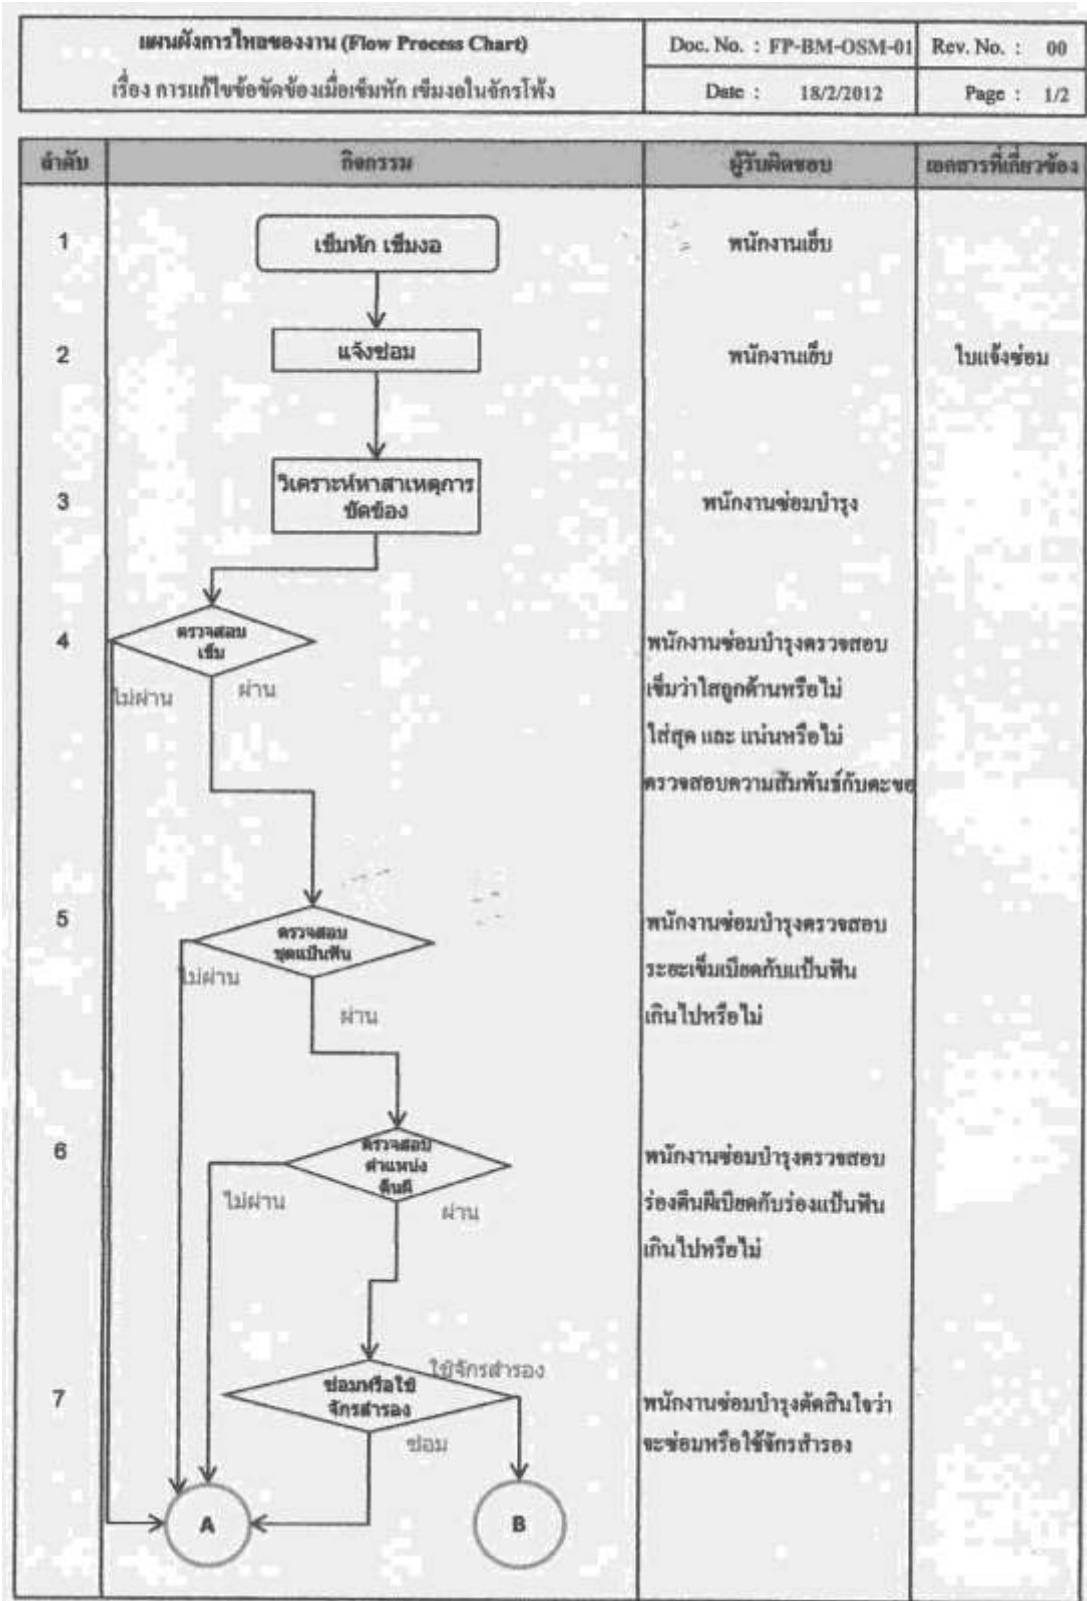 แผนผังการไหลของงาน (Flow Process Chart)
Doc. No. : FP-BM-OSM-01
Rev. No. : 00
เรื่อง การแก้ไขข้อขัดข้องเมื่อเข็มหัก เข็มงอในจักรโพ้ง
Date : 18/2/2012
Page : 1/2
ลำดับ
กิจกรรม
ผู้รับผิดชอบ
เอกสารที่เกี่ยวข้อง
1
เข็มหัก เข็มงอ
พนักงานเย็บ
2
แจ้งซ่อม
พนักงานเย็บ
ใบแจ้งซ่อม
3
วิเคราะห์หาสาเหตุการ
ขัดข้อง
พนักงานซ่อมบำรุง
4
ตรวจสอบ
เข็ม
ไม่ผ่าน
ผ่าน
พนักงานซ่อมบำรุงตรวจสอบ
เข็มว่าใสถูกด้านหรือไม่
ใส่สุด และ แน่นหรือไม่
ตรวจสอบความสัมพันธ์กับตะขอ
5
ตรวจสอบ
ชุดแป้นฟัน
ไม่ผ่าน
ผ่าน
พนักงานซ่อมบำรุงตรวจสอบ
ระยะเข็มเบียดกับแป้นฟัน
เกินไปหรือไม่
6
ตรวจสอบ
ตำแหน่ง
ตีนผี
ไม่ผ่าน
ผ่าน
พนักงานซ่อมบำรุงตรวจสอบ
ร่องตีนผีเบียดกับร่องแป้นฟัน
เกินไปหรือไม่
7
ซ่อมหรือใช้
จักรสำรอง
ใช้จักรสำรอง
ซ่อม
พนักงานซ่อมบำรุงตัดสินใจว่า
จะซ่อมหรือใช้จักรสำรอง
A
B